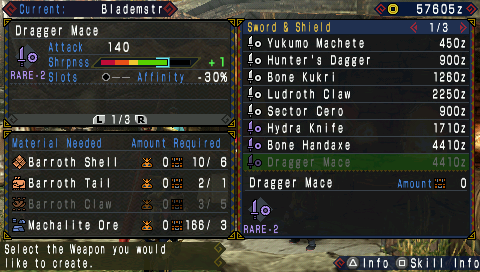 Current: Blademstr
57605z
Dragger Mace
Attack 140
Shrpnss +1
RARE-2 Slots Affinity -30%
L 1/3 R
Material Needed Amount Required
Barroth Shell 0 10/ 6
Barroth Tail 0 2/ 1
Barroth Claw 0 3/ 5
Machalite Ore 0 166/ 3
Select the Weapon you would
like to create.
Sword & Shield 1/3
Yukumo Machete 450z
Hunter's Dagger 900z
Bone Kukri 1260z
Ludroth Claw 2250z
Sector Cero 900z
Hydra Knife 1710z
Bone Handaxe 4410z
Dragger Mace 4410z
Dragger Mace Amount 0
RARE-2
Info Skill Info